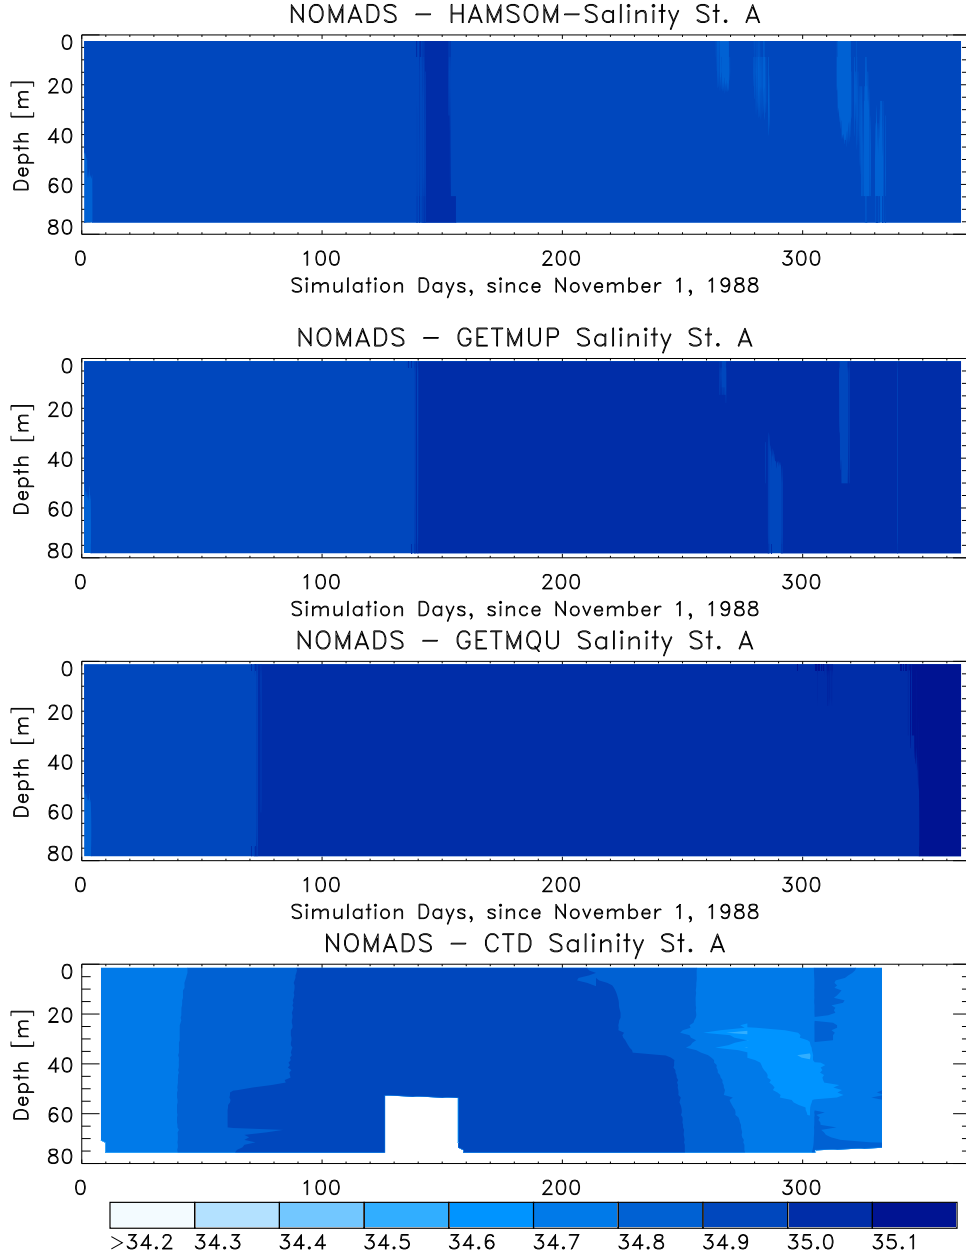 NOMADS − HAMSOM−Salinity St. A
0
20
40
60
80
Depth [m]
0 100 200 300
Simulation Days, since November 1, 1988
NOMADS − GETMUP Salinity St. A
0
20
40
60
80
Depth [m]
0 100 200 300
Simulation Days, since November 1, 1988
NOMADS − GETMQU Salinity St. A
0
20
40
60
80
Depth [m]
0 100 200 300
Simulation Days, since November 1, 1988
NOMADS − CTD Salinity St. A
0
20
40
60
80
Depth [m]
0 100 200 300
>34.2 34.3 34.4 34.5 34.6 34.7 34.8 34.9 35.0 35.1